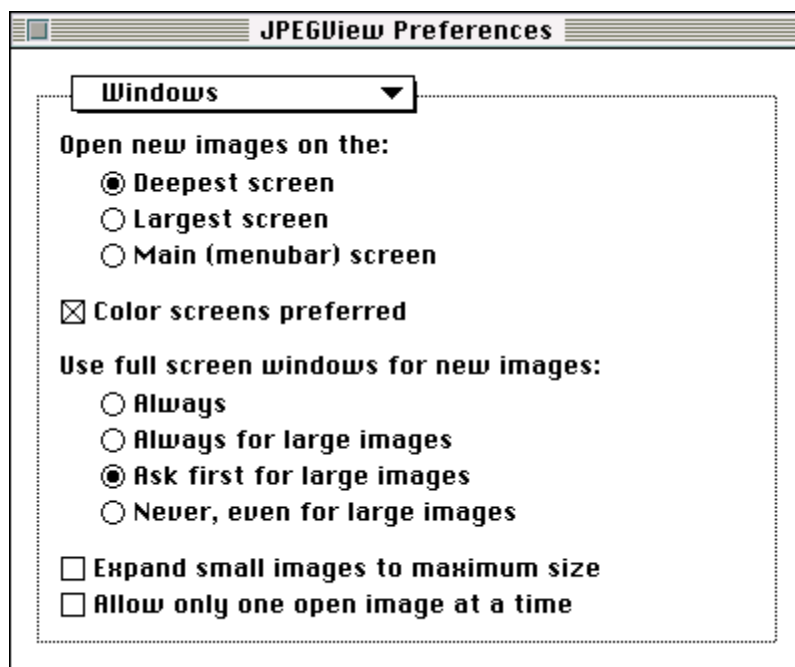 JPEGView Preferences
Windows
Open new images on the:
Deepest screen
Largest screen
Main (menubar) screen
Color screens preferred
Use full screen windows for new images:
Always
Always for large images
Ask first for large images
Never, even for large images
Expand small images to maximum size
Allow only one open image at a time